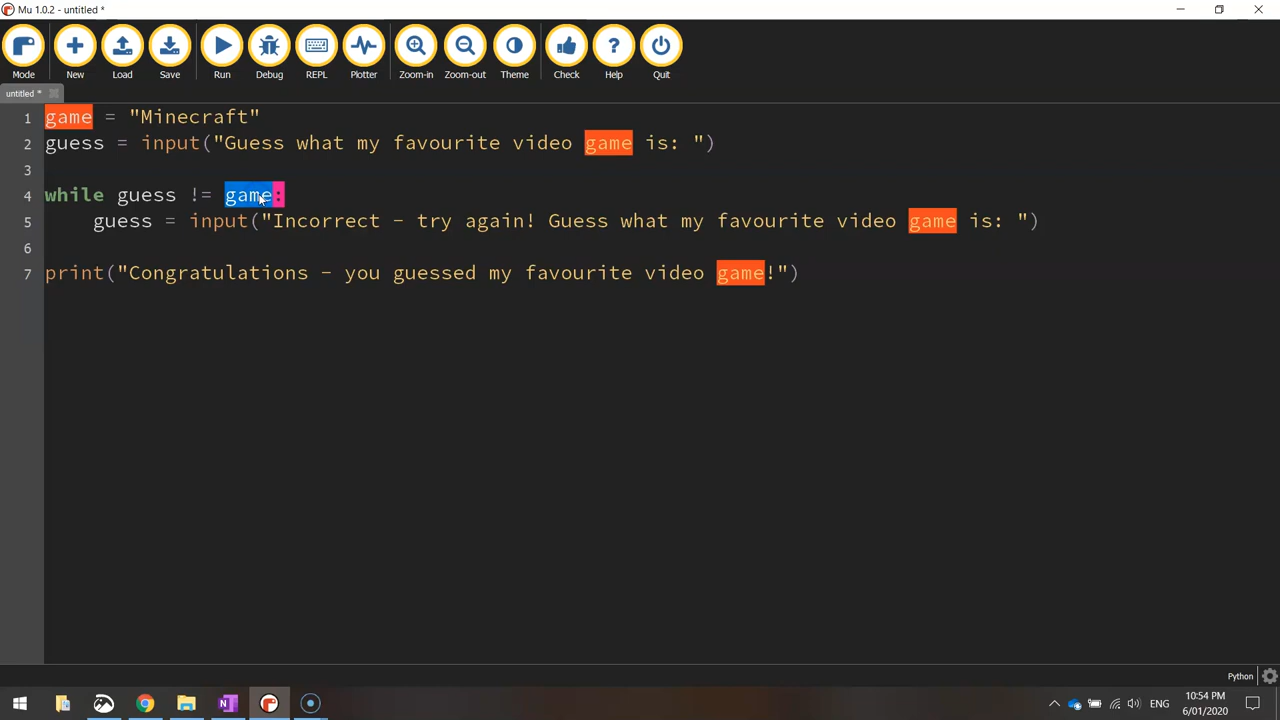 Mu 1.0.2 - untitled *
Mode New Load Save Run Debug REPL Plotter Zoom-in Zoom-out Theme Check Help Quit
untitled *
1 game = "Minecraft"
2 guess = input("Guess what my favourite video game is: ")
3
4 while guess != game:
5 guess = input("Incorrect - try again! Guess what my favourite video game is: ")
6
7 print("Congratulations - you guessed my favourite video game!")
Python
10:54 PM
ENG
6/01/2020